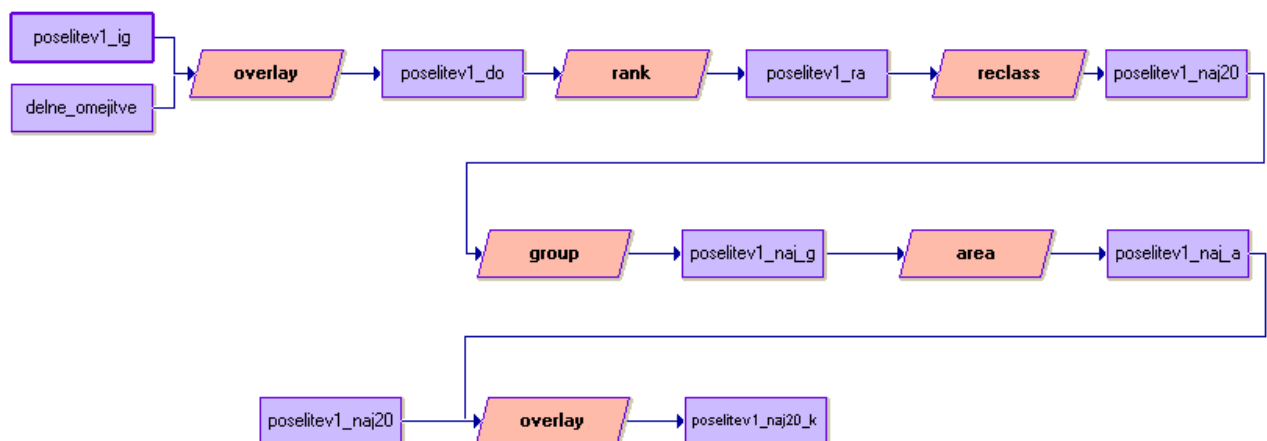 poselitev1_ig
delne_omejitve
overlay
poselitev1_do
rank
poselitev1_ra
reclass
poselitev1_naj20
group
poselitev1_naj_g
area
poselitev1_naj_a
poselitev1_naj20
overlay
poselitev1_naj20_k